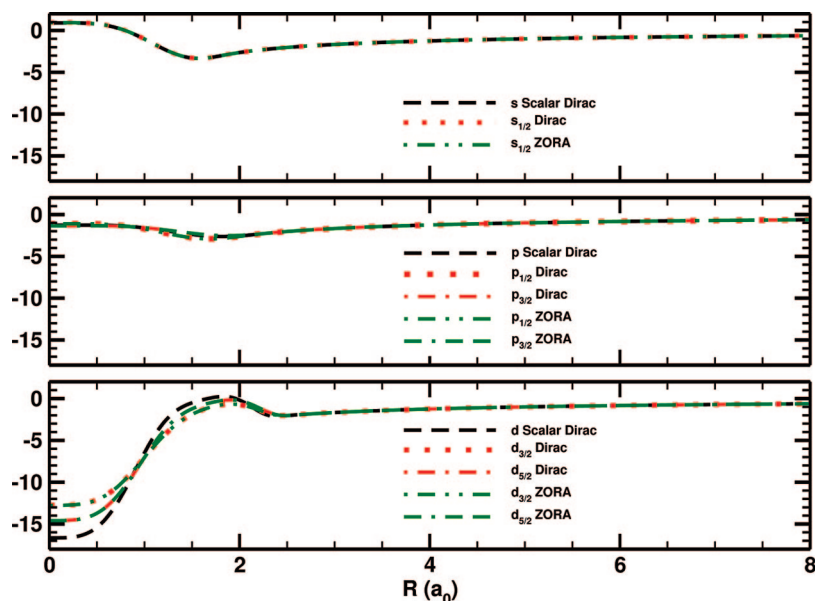 0
-5
-10
-15
s Scalar Dirac
s1/2 Dirac
s1/2 ZORA
0
-5
-10
-15
p Scalar Dirac
p1/2 Dirac
p3/2 Dirac
p1/2 ZORA
p3/2 ZORA
0
-5
-10
-15
d Scalar Dirac
d3/2 Dirac
d5/2 Dirac
d3/2 ZORA
d5/2 ZORA
0 2 4 6 8
R (a0)